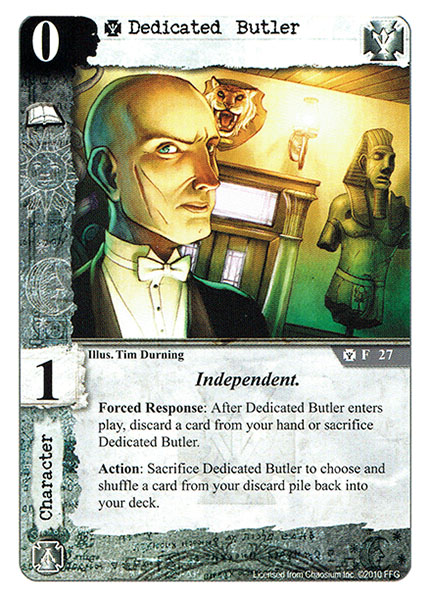 0
Dedicated Butler
Illus. Tim Durning
F 27
1
Independent.
Forced Response: After Dedicated Butler enters
play, discard a card from your hand or sacrifice
Dedicated Butler.
Action: Sacrifice Dedicated Butler to choose and
shuffle a card from your discard pile back into
your deck.
Character
Licensed from Chaosium Inc. ©2010 FFG